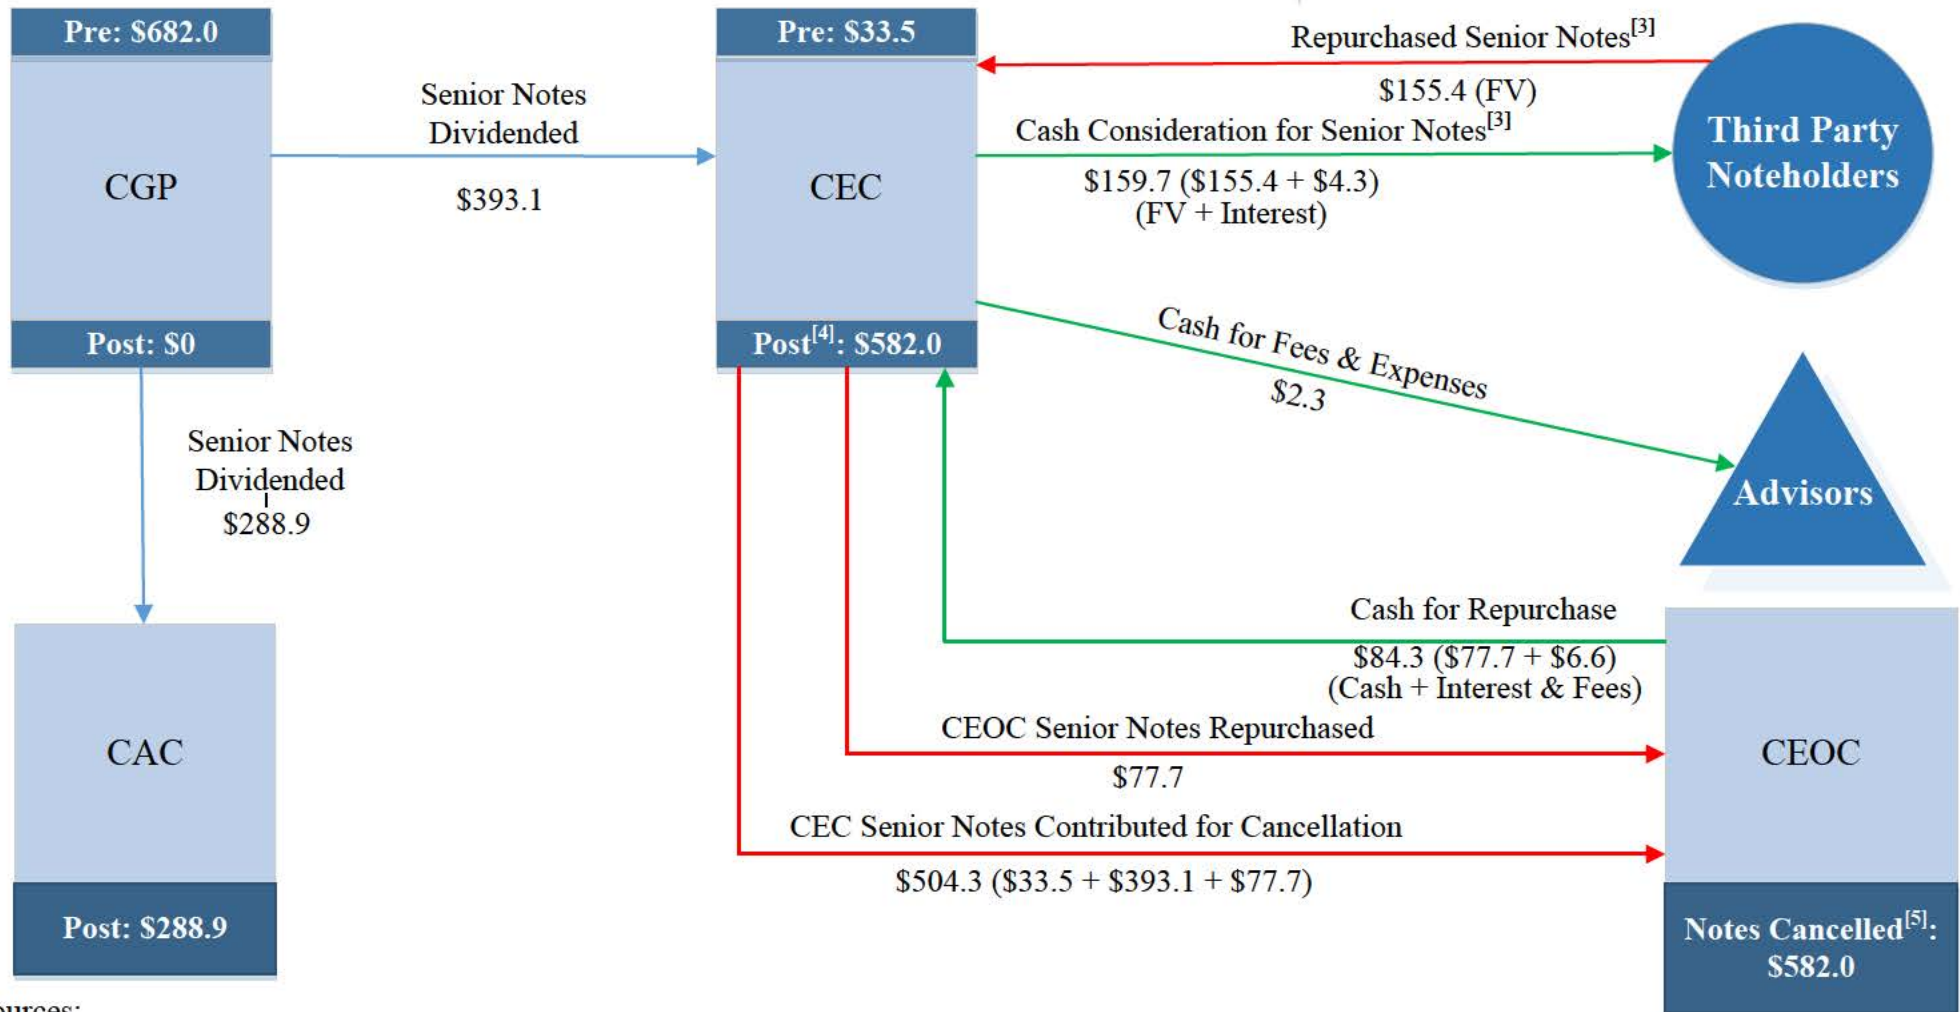 Pre: $682.0
CGP
Post: $0
Senior Notes
Dividended
$393.1
Pre: $33.5
CEC
Post[4]: $582.0
Repurchased Senior Notes[3]
$155.4 (FV)
Cash Consideration for Senior Notes[3]
$159.7 ($155.4 + $4.3)
(FV + Interest)
Third Party
Noteholders
Cash for Fees & Expenses
$2.3
Advisors
Senior Notes
Dividended
$288.9
CAC
Post: $288.9
Cash for Repurchase
$84.3 ($77.7 + $6.6)
(Cash + Interest & Fees)
CEOC Senior Notes Repurchased
$77.7
CEC Senior Notes Contributed for Cancellation
$504.3 ($33.5 + $393.1 + $77.7)
CEOC
Notes Cancelled[5]:
$582.0